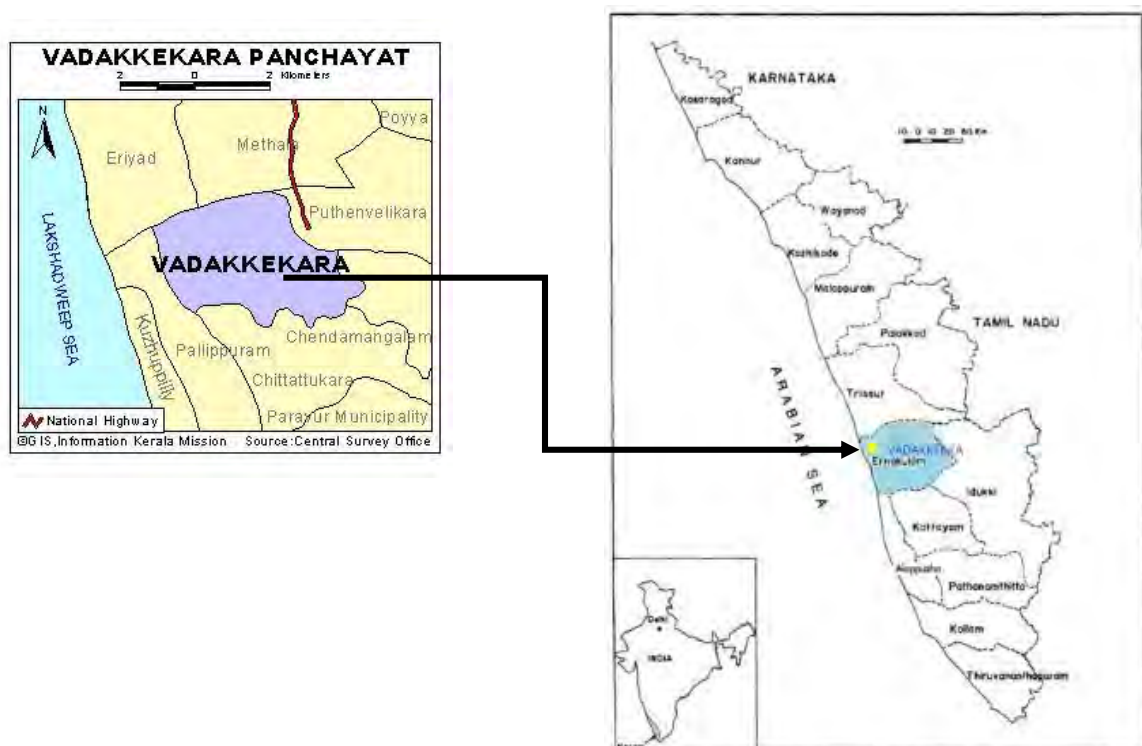 VADAKKEKARA PANCHAYAT
2 0 2 Kilometers
N
Poyya
Methala
Eriyad
Puthenvelikara
LAKSHADWEEP SEA
VADAKKEKARA
Kuzhuppilly
Pallippuram
Chendamangalam
Chittattukara
Paravur Municipality
National Highway
©GIS,Information Kerala Mission Source:Central Survey Office
KARNATAKA
Kasaragod
Kannur
Wayanad
Kozhikode
Malappuram
Palakkad
TAMIL NADU
Trissur
ARABIAN SEA
Ernakulam
Idukki
Kottayam
Pathanamthitta
Kollam
Thiruvananthapuram
Delhi
INDIA